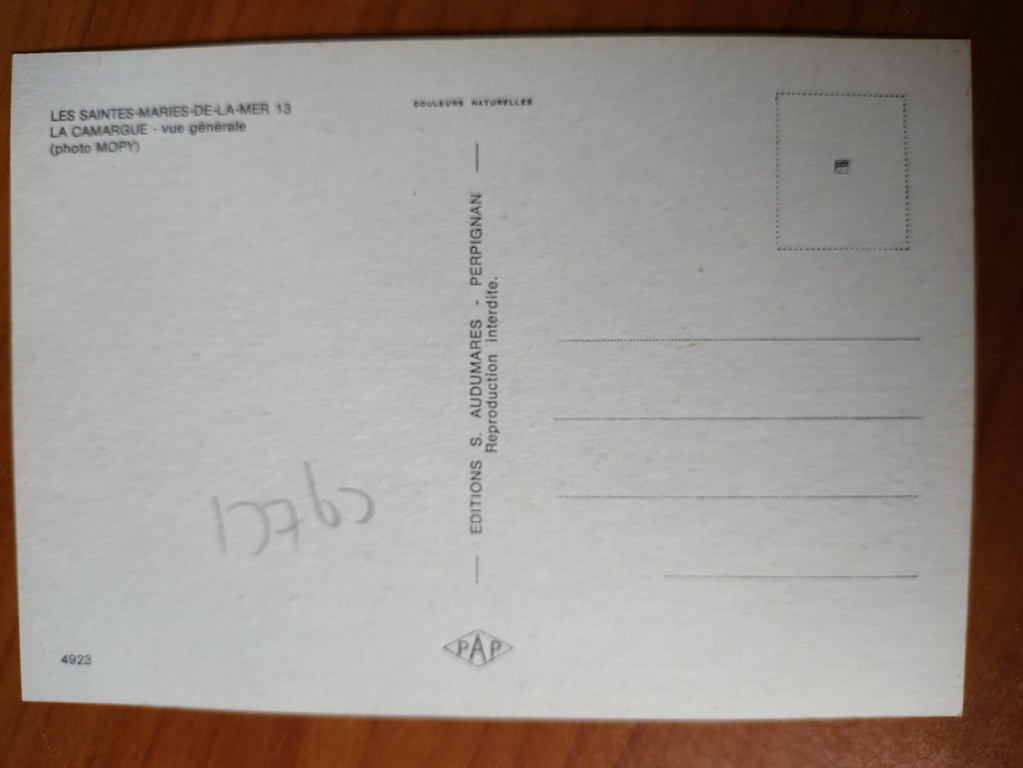 LES SAINTES-MARIES-DE-LA-MER 13
LA CAMARGUE - vue générale
(photo MOPY)
COULEURS NATURELLES
EDITIONS S. AUDUMARES - PERPIGNAN
Reproduction interdite.
4923
PAP